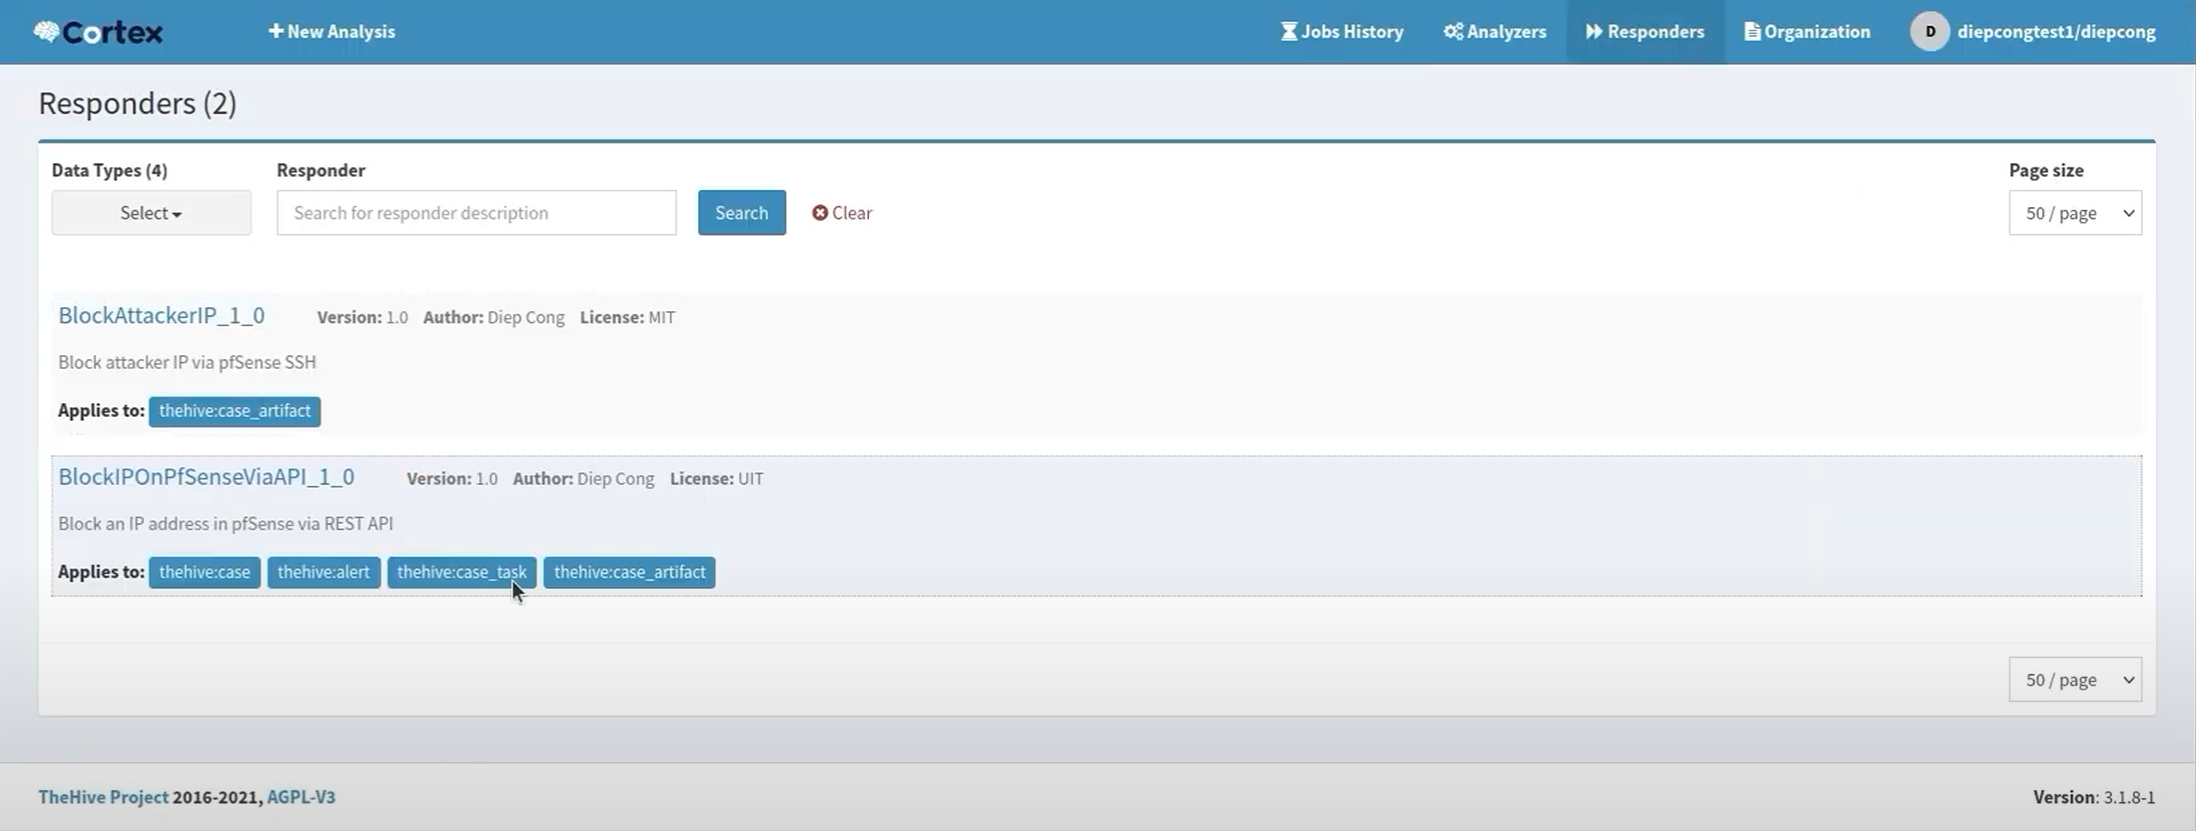 Cortex
New Analysis
Jobs History
Analyzers
Responders
Organization
D
diepcongtest1/diepcong
Responders (2)
Data Types (4)
Responder
Page size
Select
Search for responder description
Search
Clear
50 / page
BlockAttackerIP_1_0 Version: 1.0 Author: Diep Cong License: MIT
Block attacker IP via pfSense SSH
Applies to: thehive:case_artifact
BlockIPOnPfSenseViaAPI_1_0 Version: 1.0 Author: Diep Cong License: UIT
Block an IP address in pfSense via REST API
Applies to: thehive:case thehive:alert thehive:case_task thehive:case_artifact
50 / page
TheHive Project 2016-2021, AGPL-V3
Version: 3.1.8-1